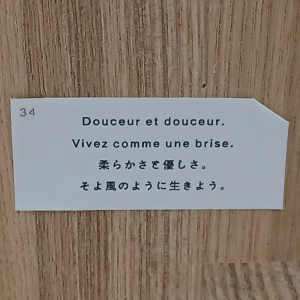 34
Douceur et douceur.
Vivez comme une brise.
柔らかさと優しさ。
そよ風のように生きよう。